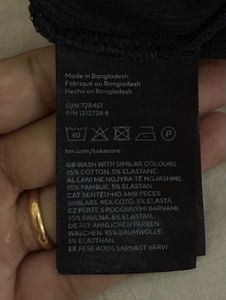 Made in Bangladesh
Fabriqué au Bangladesh
Hecho en Bangladesh
O/N 728451
P/N 1212728 8
40
P
hm.com/takecare
GB WASH WITH SIMILAR COLOURS.
95% COTTON, 5% ELASTANE.
AL LANI ME NGJYRA TË NGJASHME.
95% PAMBUK, 5% ELASTAN.
CAT RENTEU-HO AMB PECES
SIMILARS. 95% COTÓ, 5% ELASTÀ
CZ PERTE S PODOBNÝMI BARVAMI.
95% BAVLNA, 5% ELASTAN
DE MIT ÄHNLICHEN FARBEN
WASCHEN. 95% BAUMWOLLE,
5% ELASTHAN
EE PESE KOOS SARNAST VÄRVI